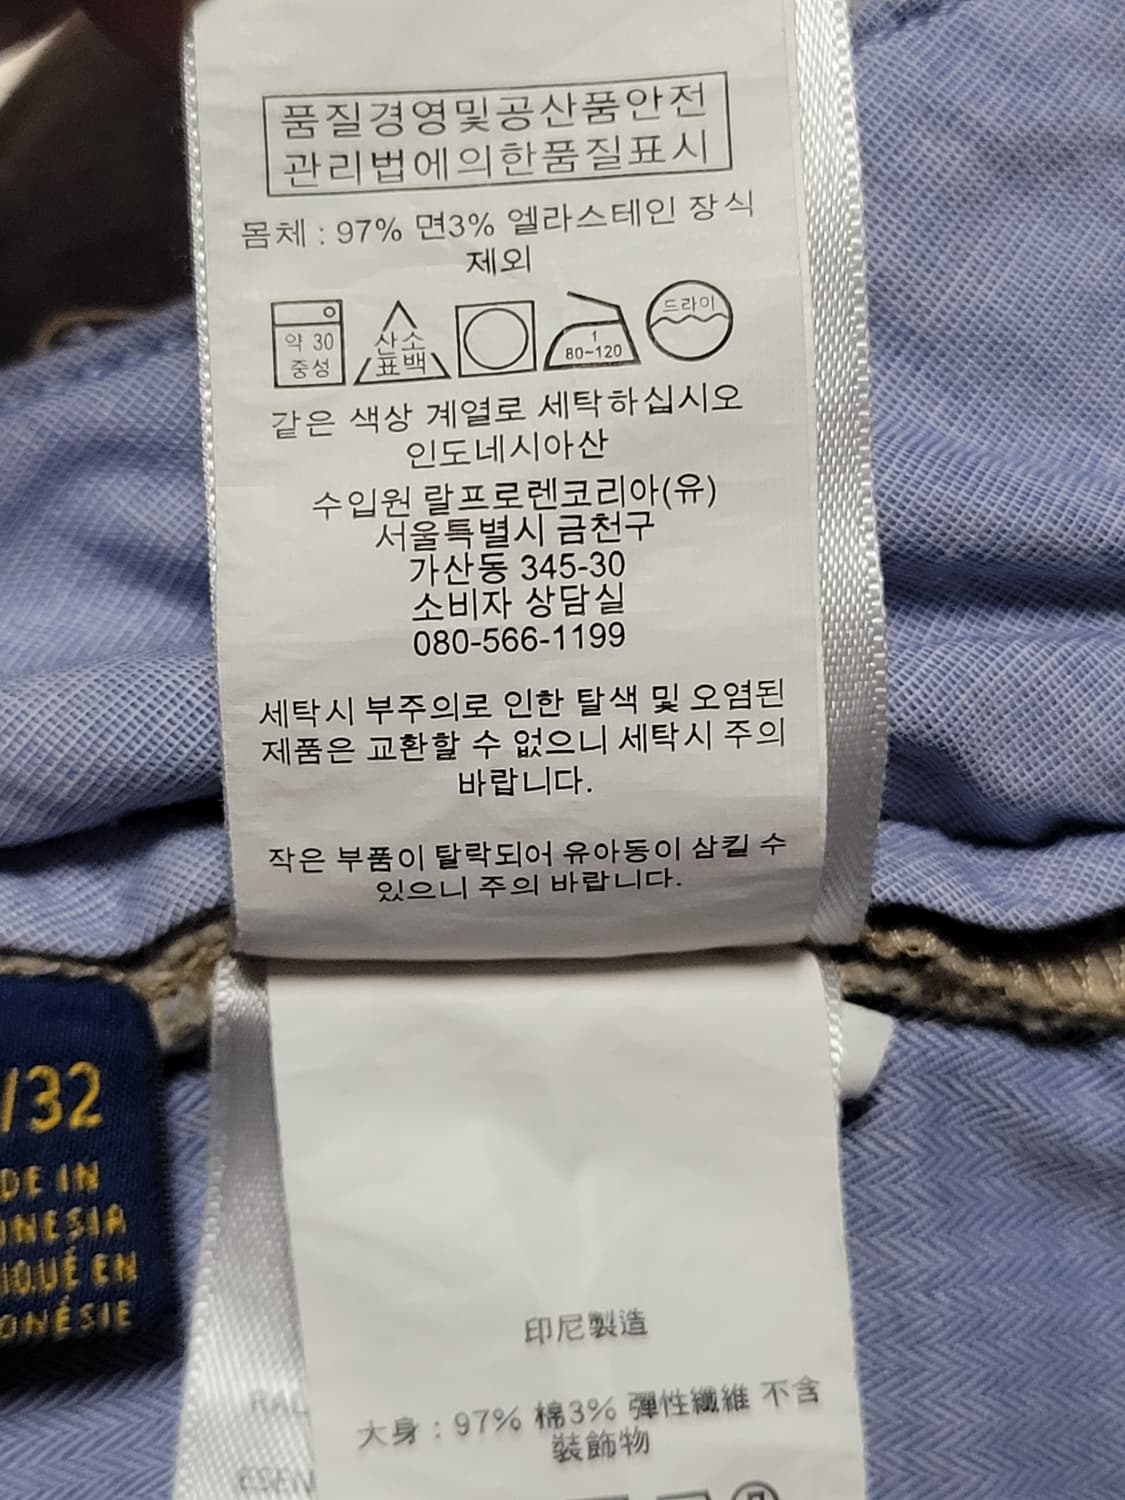 품질경영및공산품안전
관리법에의한품질표시
몸체 : 97% 면3% 엘라스테인 장식
제외
약 30
중성
산소
표백
1
80~120
드라이
같은 색상 계열로 세탁하십시오
인도네시아산
수입원 랄프로렌코리아(유)
서울특별시 금천구
가산동 345-30
소비자 상담실
080-566-1199
세탁시 부주의로 인한 탈색 및 오염된
제품은 교환할 수 없으니 세탁시 주의
바랍니다.
작은 부품이 탈락되어 유아동이 삼킬 수
있으니 주의 바랍니다.
/32
DE IN
NESIA
IQUÉ EN
ONÉSIE
印尼製造
大身 : 97% 棉3% 彈性纖維 不含
裝飾物